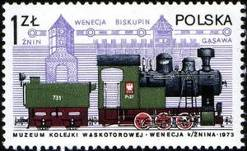 1 ZŁ POLSKA
WENECJA BISKUPIN
ŻNIN GĄSAWA
MUZEUM KOLEJKI WĄSKOTOROWEJ - WENECJA k/ŻNINA - 1973